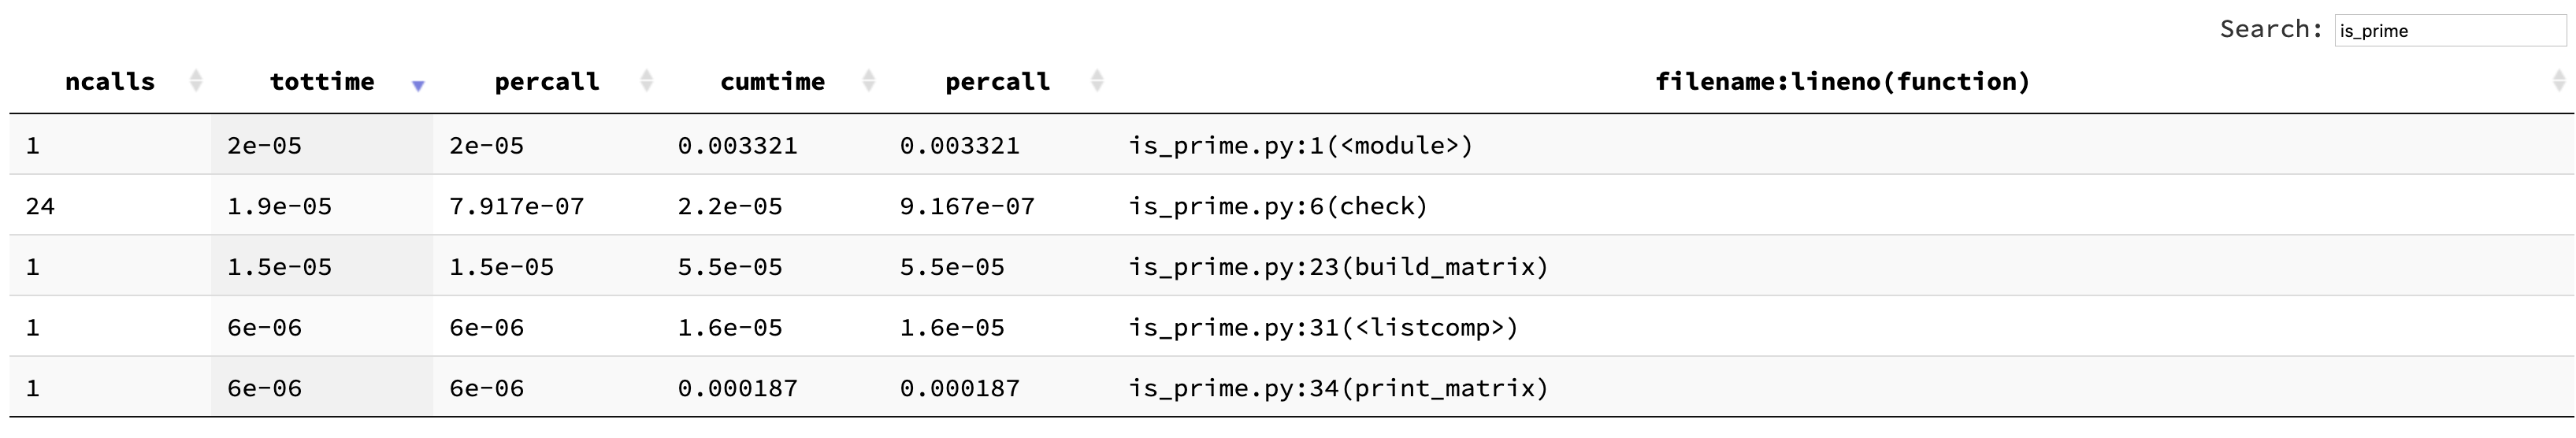 Search: is_prime
ncalls tottime percall cumtime percall filename:lineno(function)
1 2e-05 2e-05 0.003321 0.003321 is_prime.py:1(<module>)
24 1.9e-05 7.917e-07 2.2e-05 9.167e-07 is_prime.py:6(check)
1 1.5e-05 1.5e-05 5.5e-05 5.5e-05 is_prime.py:23(build_matrix)
1 6e-06 6e-06 1.6e-05 1.6e-05 is_prime.py:31(<listcomp>)
1 6e-06 6e-06 0.000187 0.000187 is_prime.py:34(print_matrix)